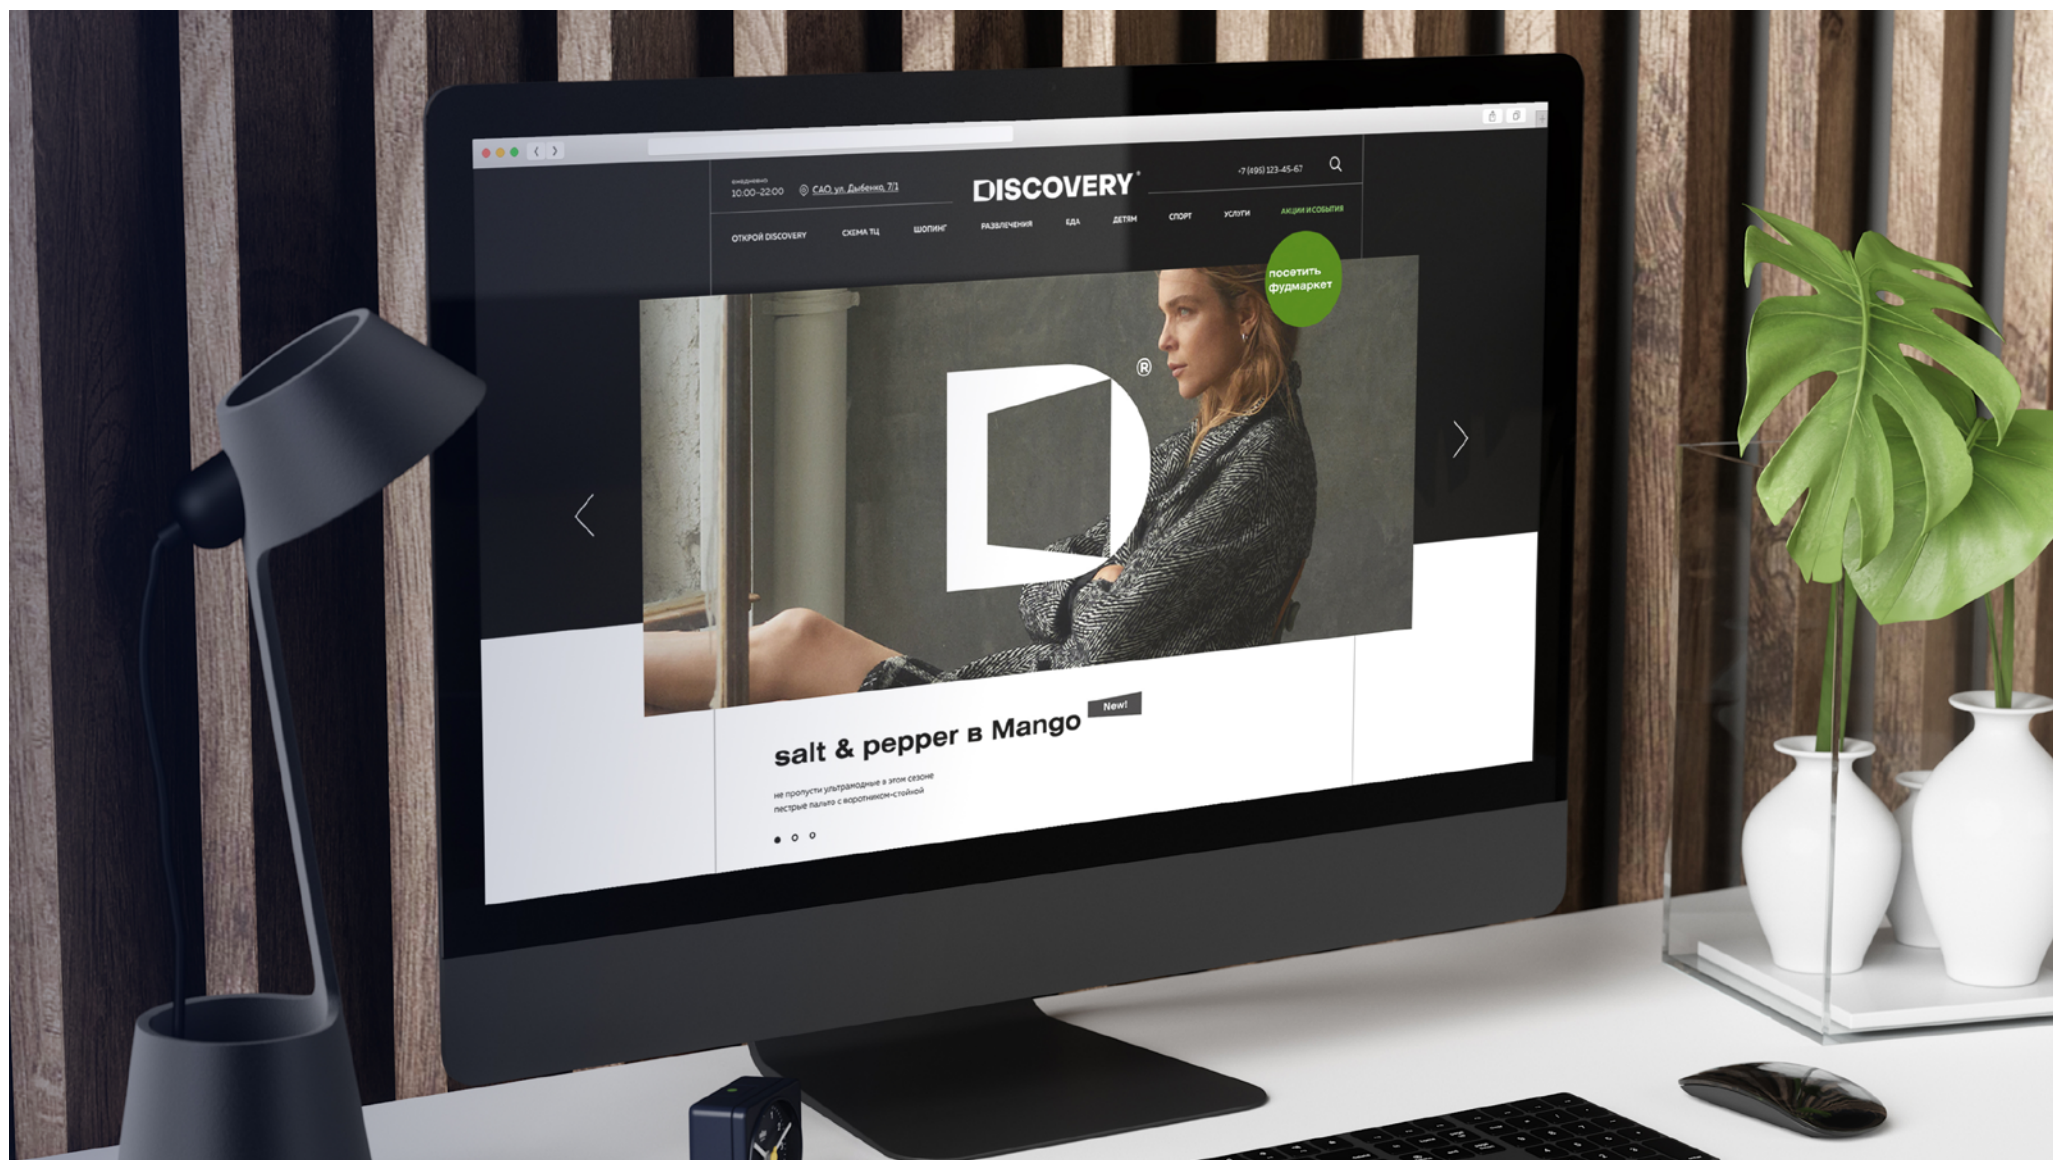 ежедневно
10:00–22:00
САО, ул. Дыбенко, 7/1
DISCOVERY®
+7 (495) 123-45-67
ОТКРОЙ DISCOVERY
СХЕМА ТЦ
ШОПИНГ
РАЗВЛЕЧЕНИЯ
ЕДА
ДЕТЯМ
СПОРТ
УСЛУГИ
АКЦИИ И СОБЫТИЯ
посетить
фудмаркет
D®
salt & pepper в Mango
New!
не пропусти ультрамодные в этом сезоне
пестрые пальто с воротником-стойкой